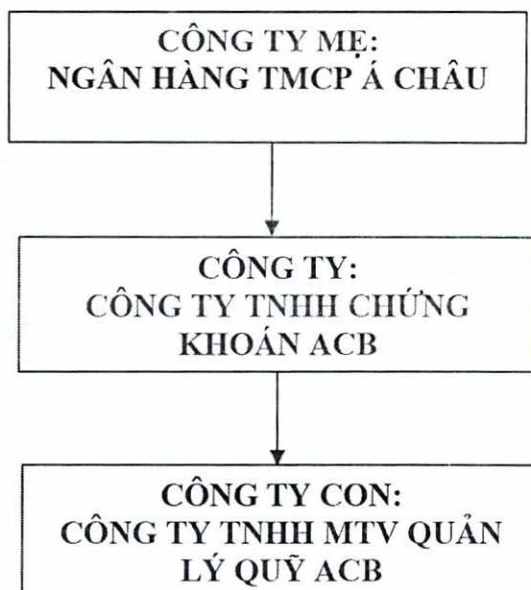 CÔNG TY MẸ:
NGÂN HÀNG TMCP Á CHÂU
CÔNG TY:
CÔNG TY TNHH CHỨNG
KHOÁN ACB
CÔNG TY CON:
CÔNG TY TNHH MTV QUẢN
LÝ QUỸ ACB